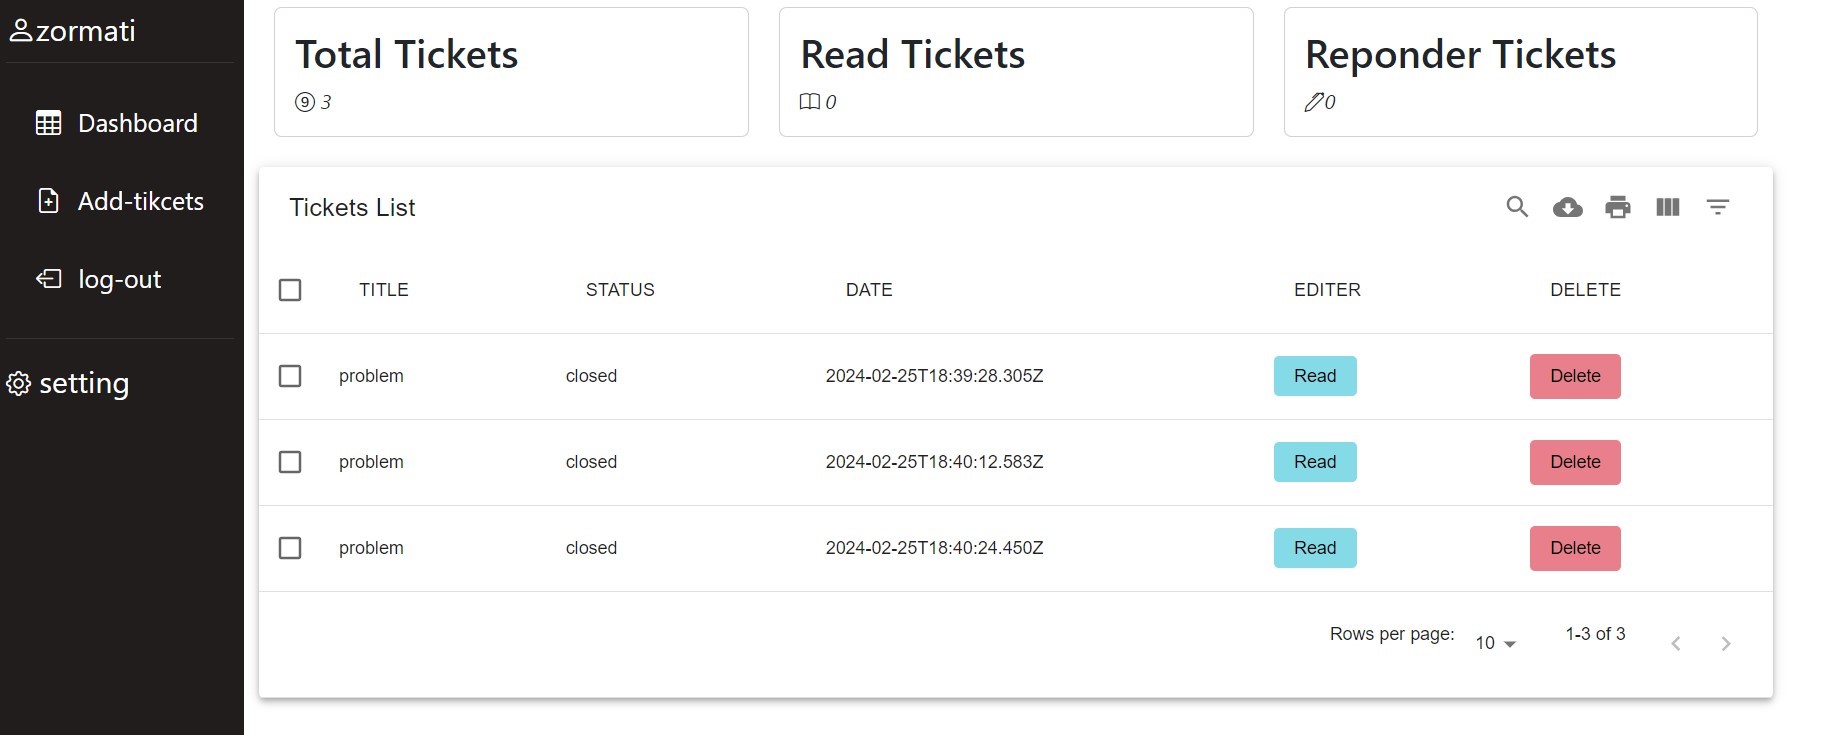 zormati
Dashboard
Add-tikcets
log-out
setting
Total Tickets
9 3
Read Tickets
0
Reponder Tickets
0
Tickets List
TITLE STATUS DATE EDITER DELETE
problem closed 2024-02-25T18:39:28.305Z Read Delete
problem closed 2024-02-25T18:40:12.583Z Read Delete
problem closed 2024-02-25T18:40:24.450Z Read Delete
Rows per page: 10 1-3 of 3